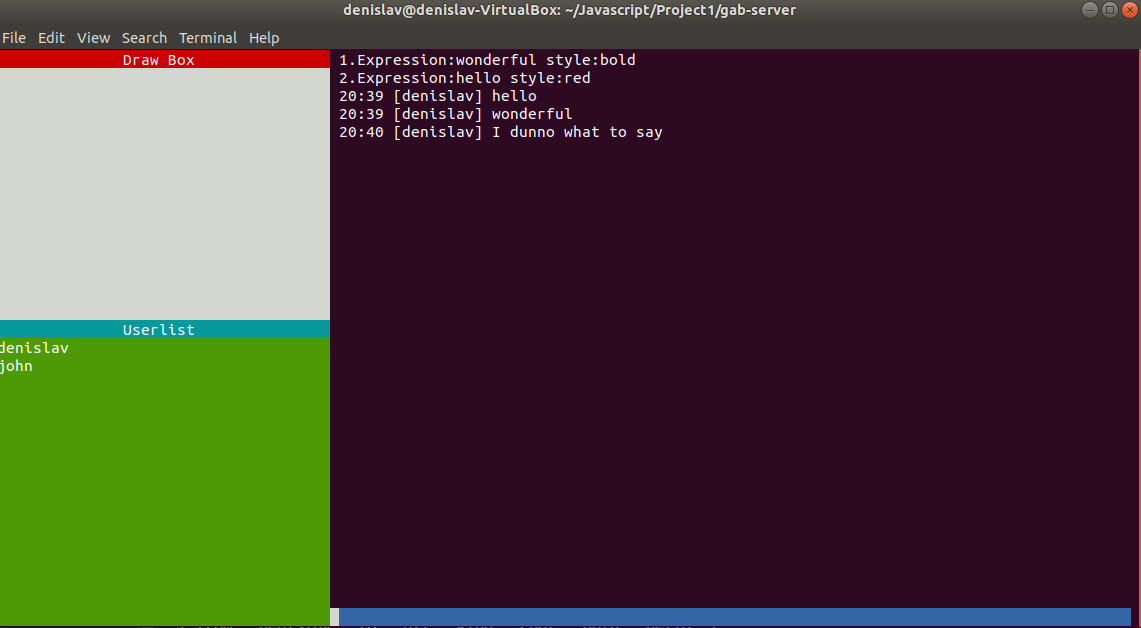 denislav@denislav-VirtualBox: ~/Javascript/Project1/gab-server
File Edit View Search Terminal Help
Draw Box
1.Expression:wonderful style:bold
2.Expression:hello style:red
20:39 [denislav] hello
20:39 [denislav] wonderful
20:40 [denislav] I dunno what to say
Userlist
denislav
john